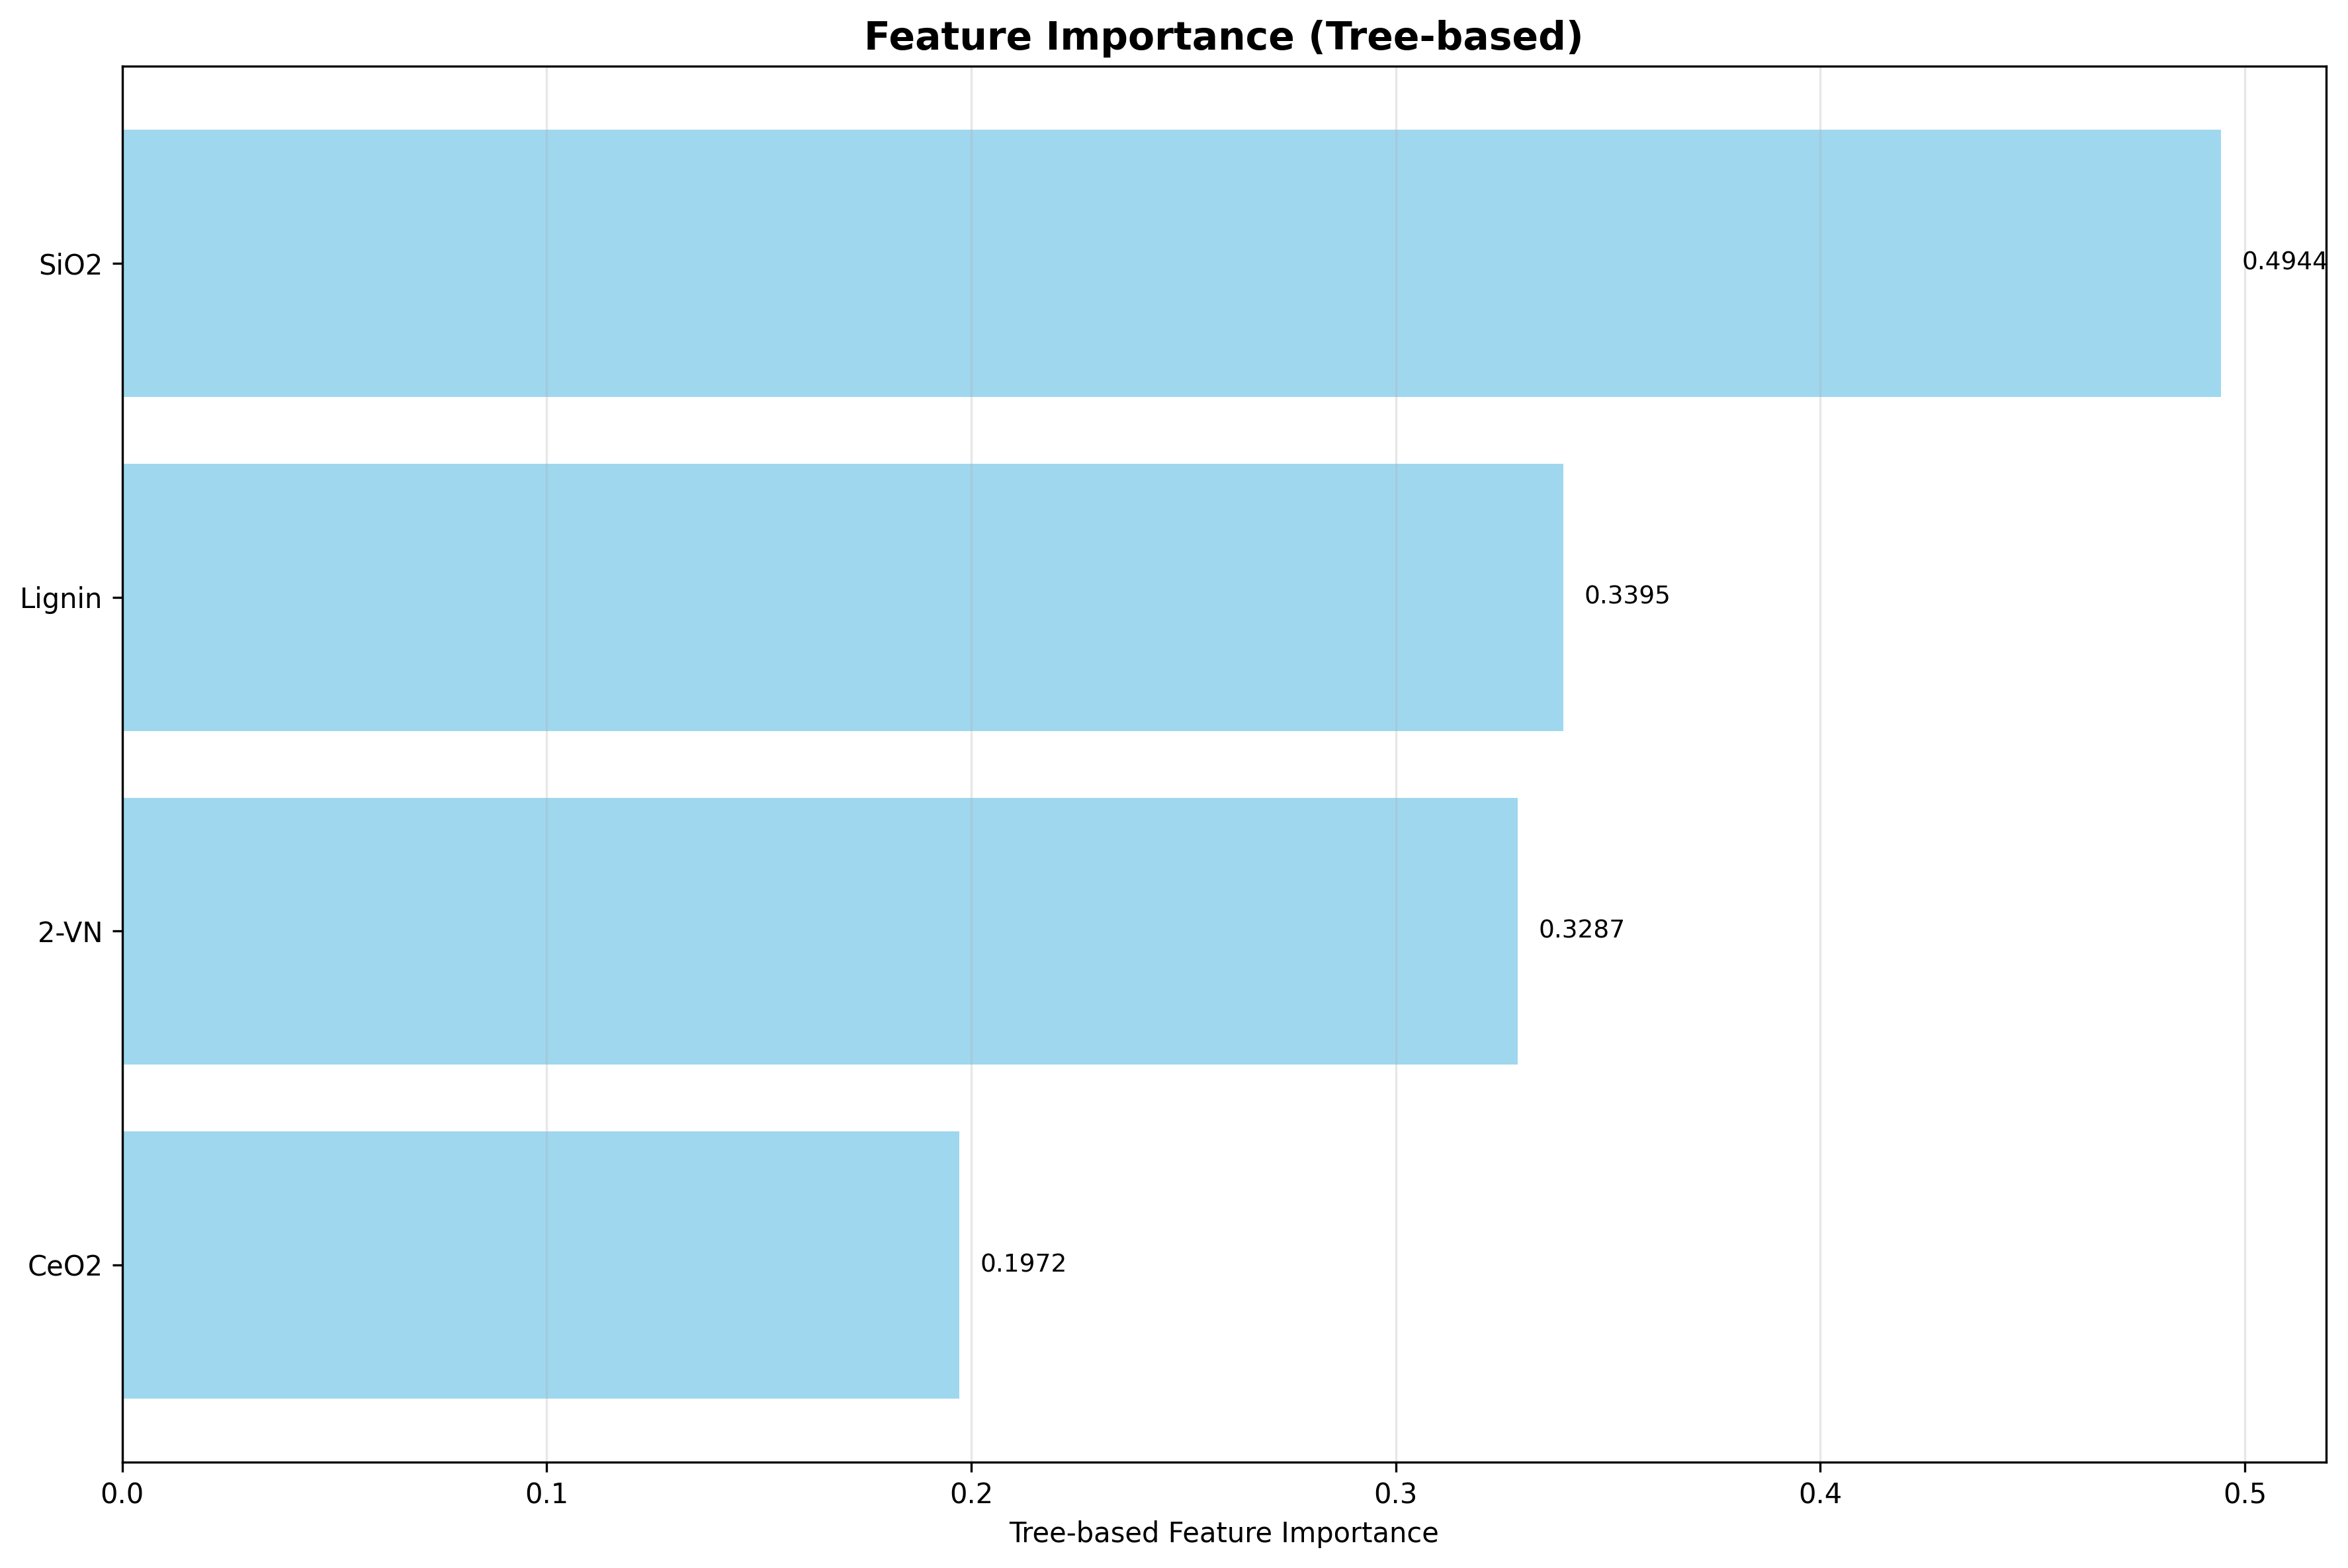 Feature Importance (Tree-based)
SiO2
0.4944
Lignin
0.3395
2-VN
0.3287
CeO2
0.1972
0.0 0.1 0.2 0.3 0.4 0.5
Tree-based Feature Importance